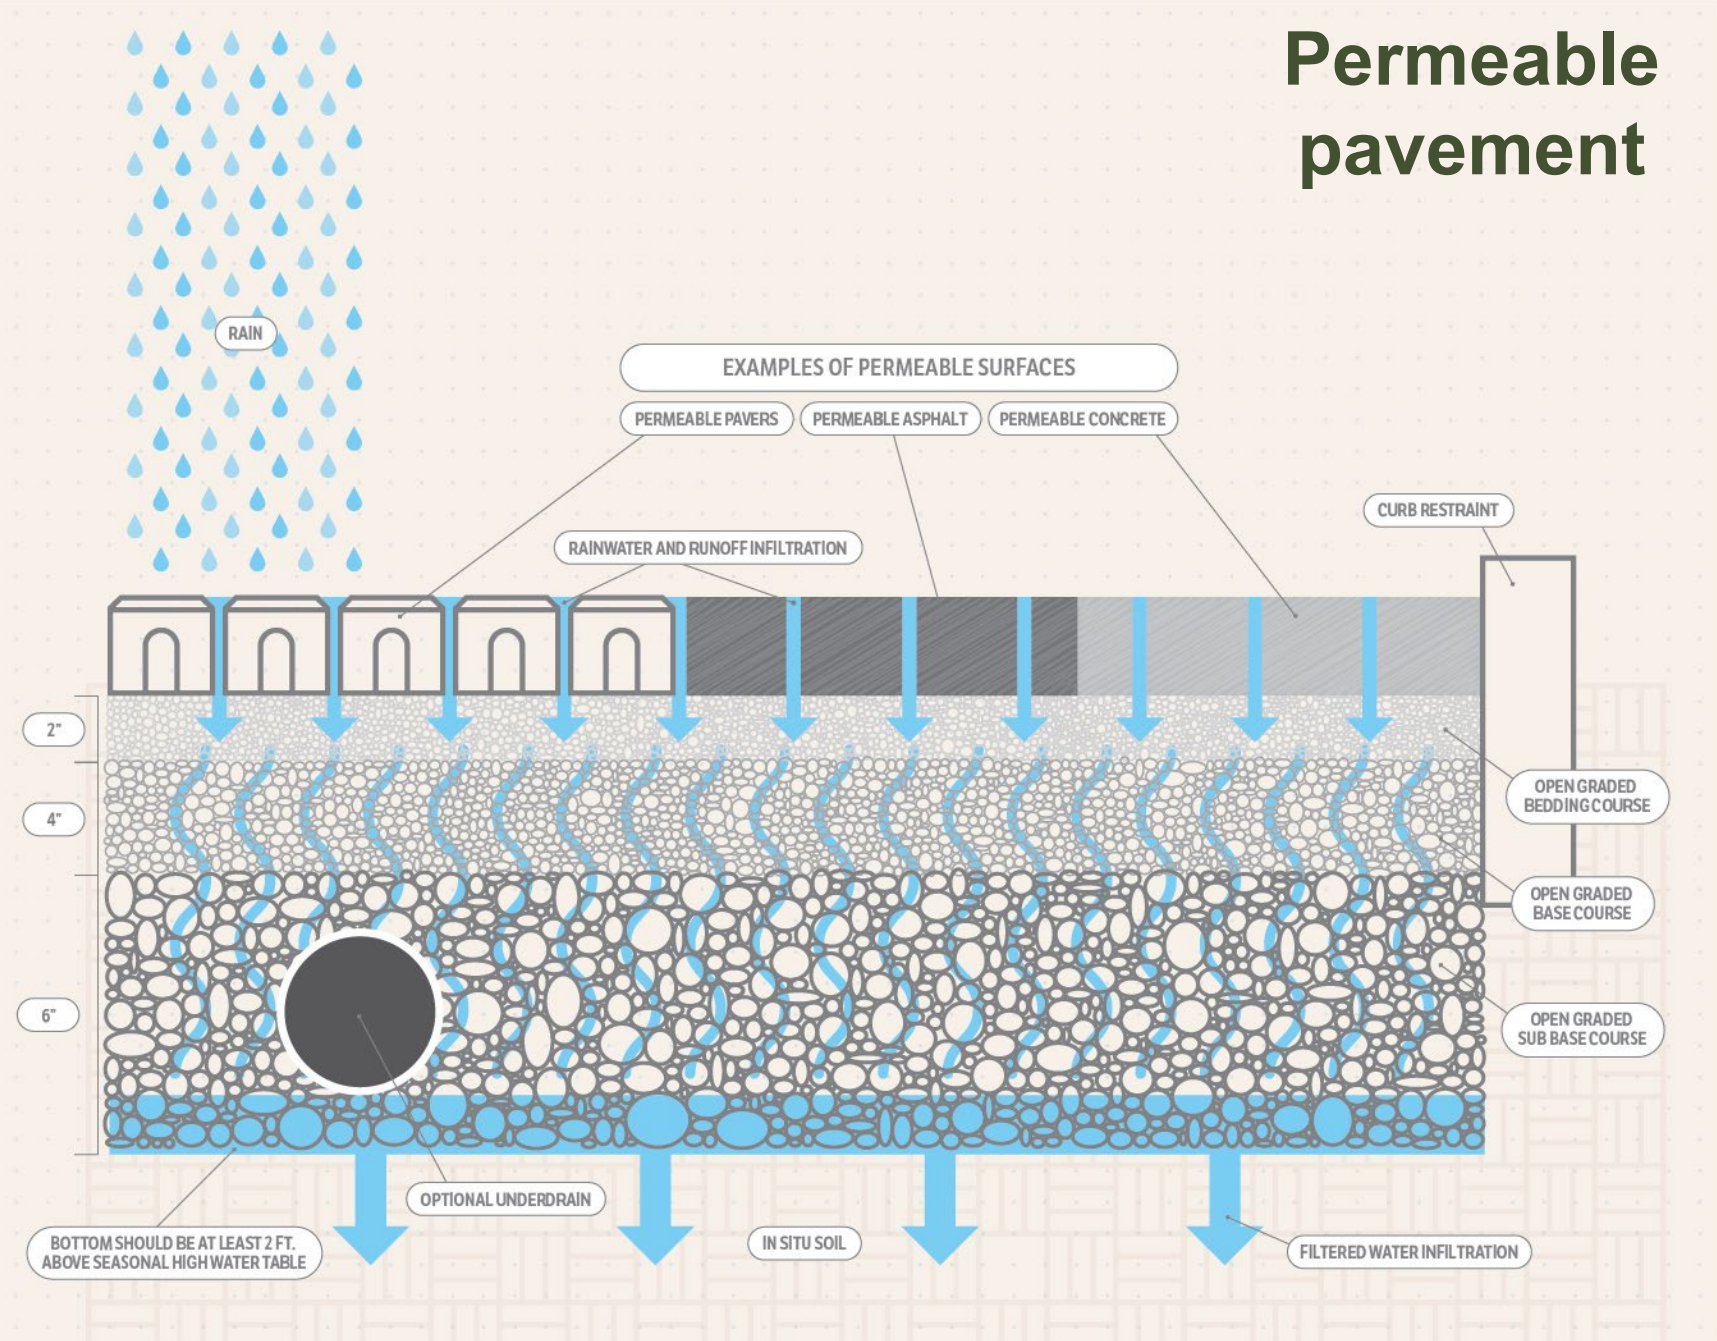 Permeable
pavement
RAIN
EXAMPLES OF PERMEABLE SURFACES
PERMEABLE PAVERS
PERMEABLE ASPHALT
PERMEABLE CONCRETE
CURB RESTRAINT
RAINWATER AND RUNOFF INFILTRATION
2"
4"
6"
OPEN GRADED
BEDDING COURSE
OPEN GRADED
BASE COURSE
OPEN GRADED
SUB BASE COURSE
OPTIONAL UNDERDRAIN
BOTTOM SHOULD BE AT LEAST 2 FT.
ABOVE SEASONAL HIGH WATER TABLE
IN SITU SOIL
FILTERED WATER INFILTRATION